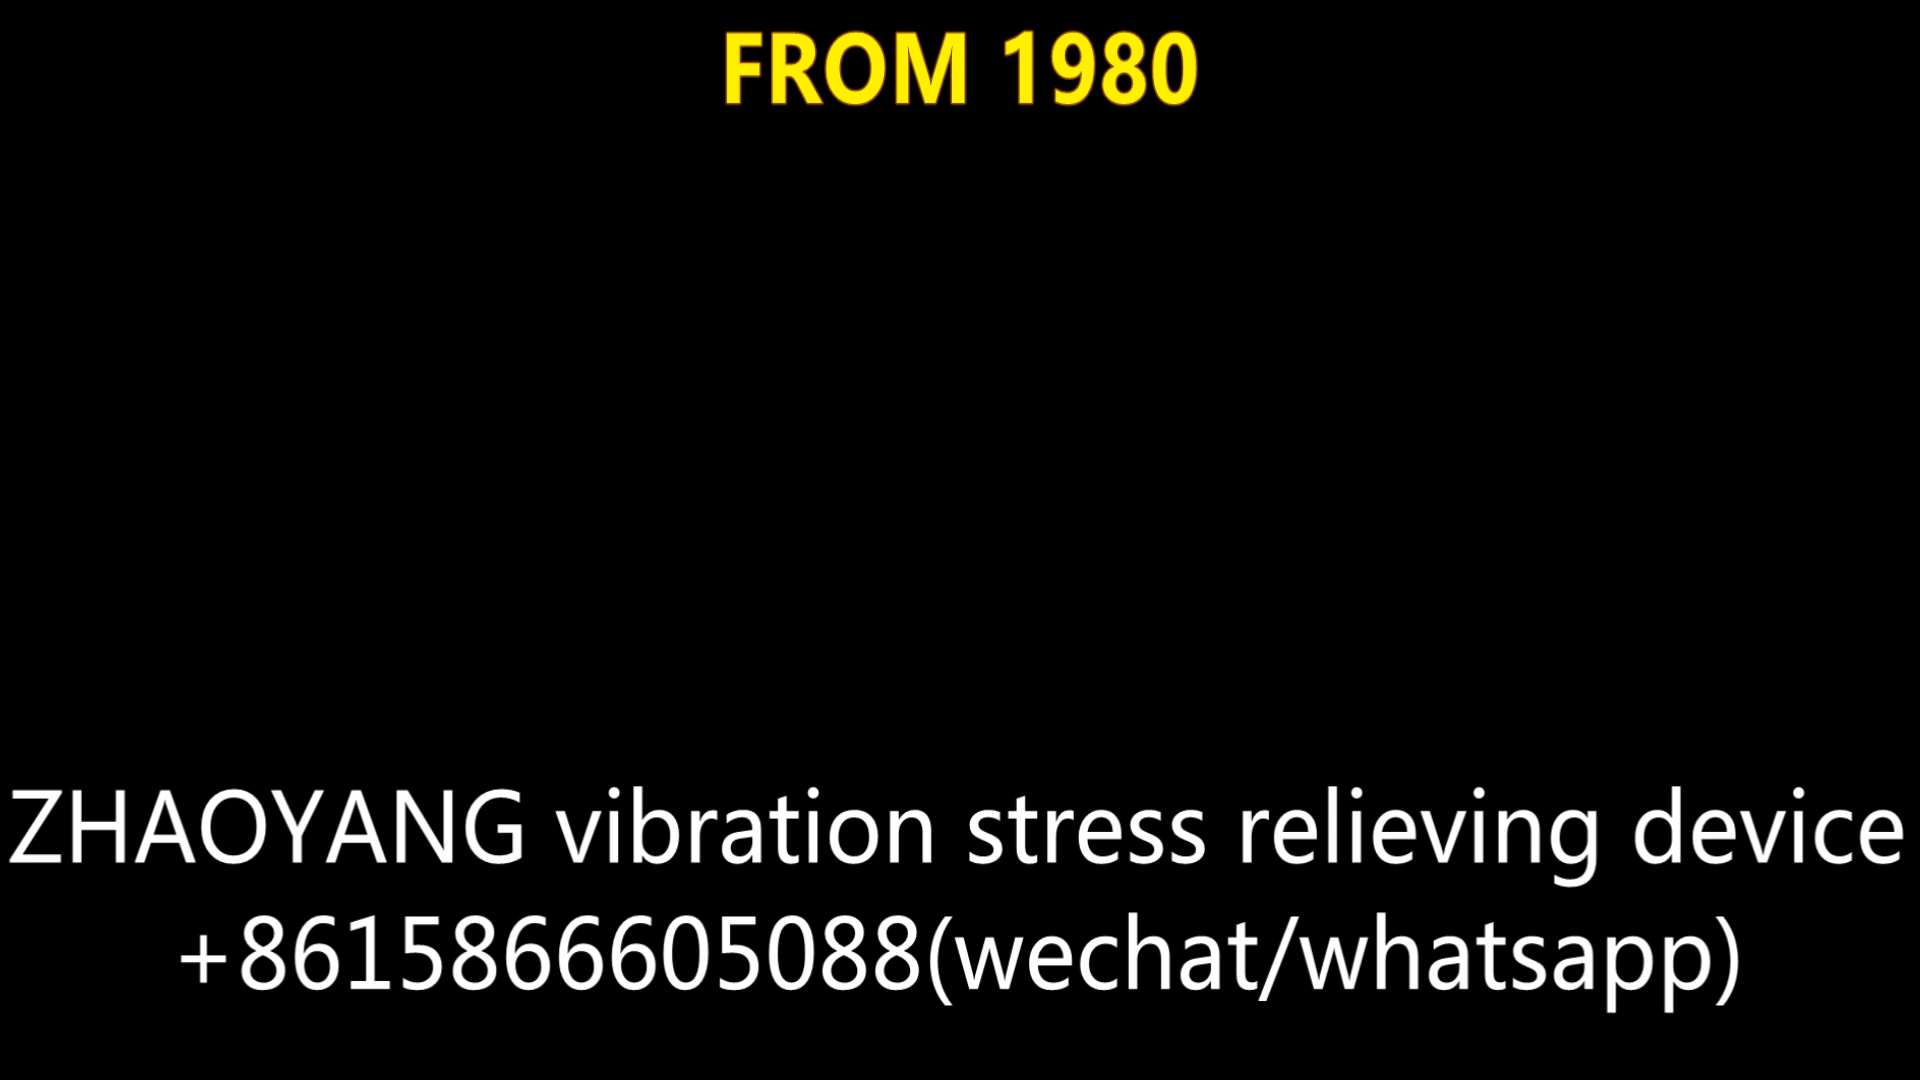 FROM 1980
ZHAOYANG vibration stress relieving device
+8615866605088(wechat/whatsapp)